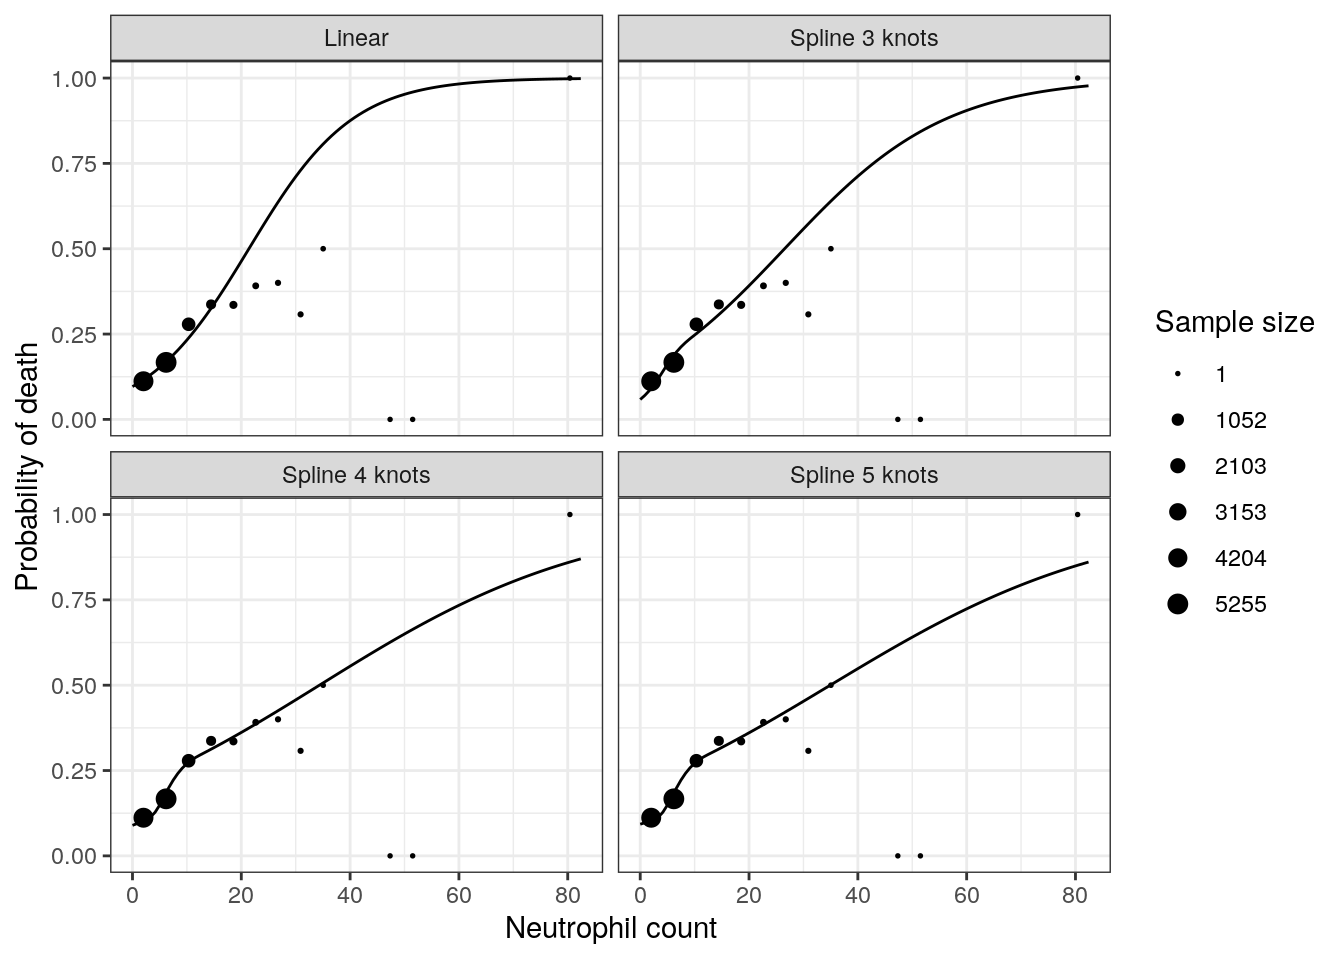 Linear
Spline 3 knots
1.00
0.75
0.50
0.25
0.00
Spline 4 knots
Spline 5 knots
1.00
0.75
0.50
0.25
0.00
0 20 40 60 80
0 20 40 60 80
Neutrophil count
Probability of death
Sample size
1
1052
2103
3153
4204
5255